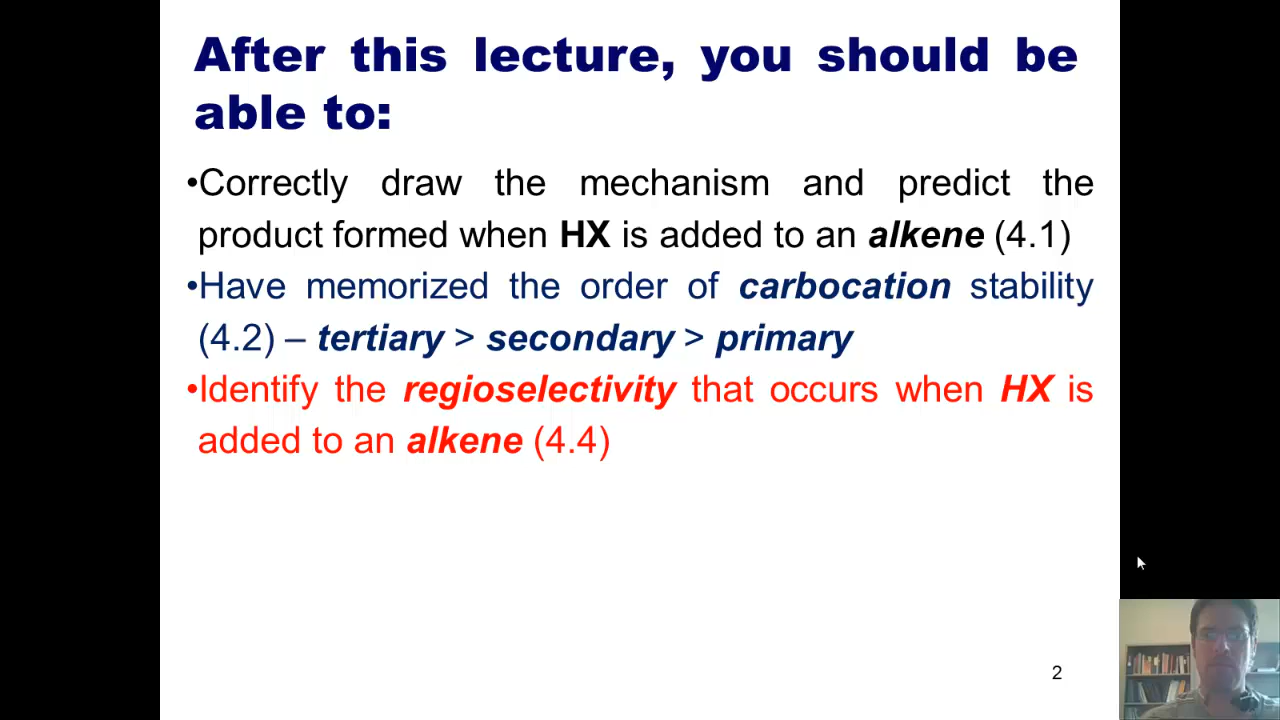 After this lecture, you should be
able to:
•Correctly draw the mechanism and predict the
product formed when HX is added to an alkene (4.1)
•Have memorized the order of carbocation stability
(4.2) – tertiary > secondary > primary
•Identify the regioselectivity that occurs when HX is
added to an alkene (4.4)
2